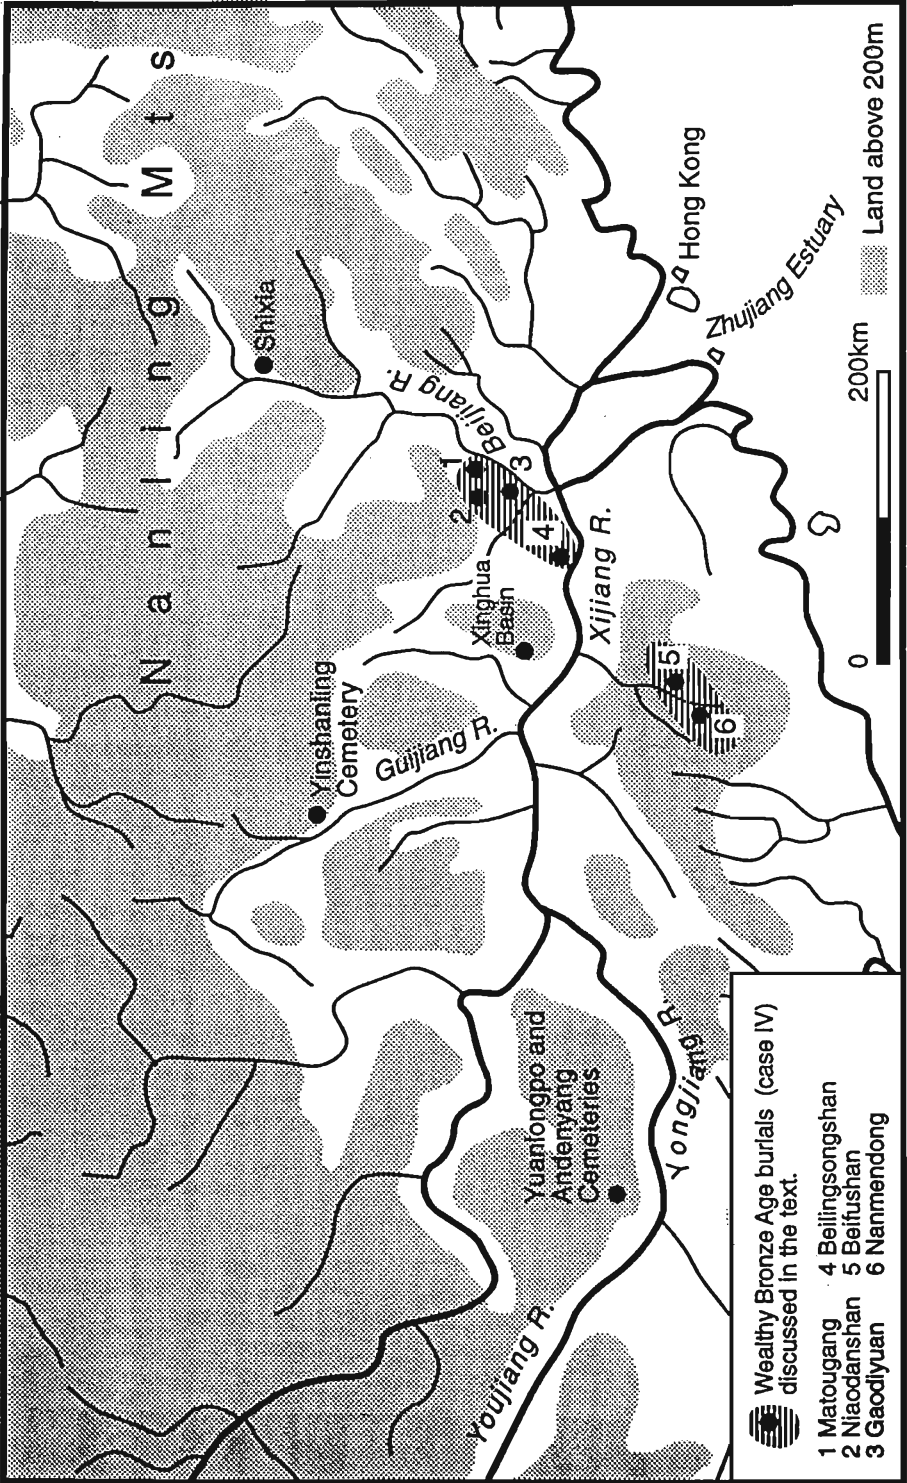 Nanling Mts
Shixia
Beijiang R.
1
2
3
4
Xinghua
Basin
Xijiang R.
Hong Kong
Zhujiang Estuary
Yinshanling
Cemetery
Guijiang R.
5
6
Yuanlongpo and
Andenyang
Cemeteries
Yongjiang R.
Youjiang R.
Land above 200m
0
200km
Wealthy Bronze Age burials (case IV)
discussed in the text.
1 Matougang 4 Beilingsongshan
2 Niaodanshan 5 Beifushan
3 Gaodiyuan 6 Nanmendong